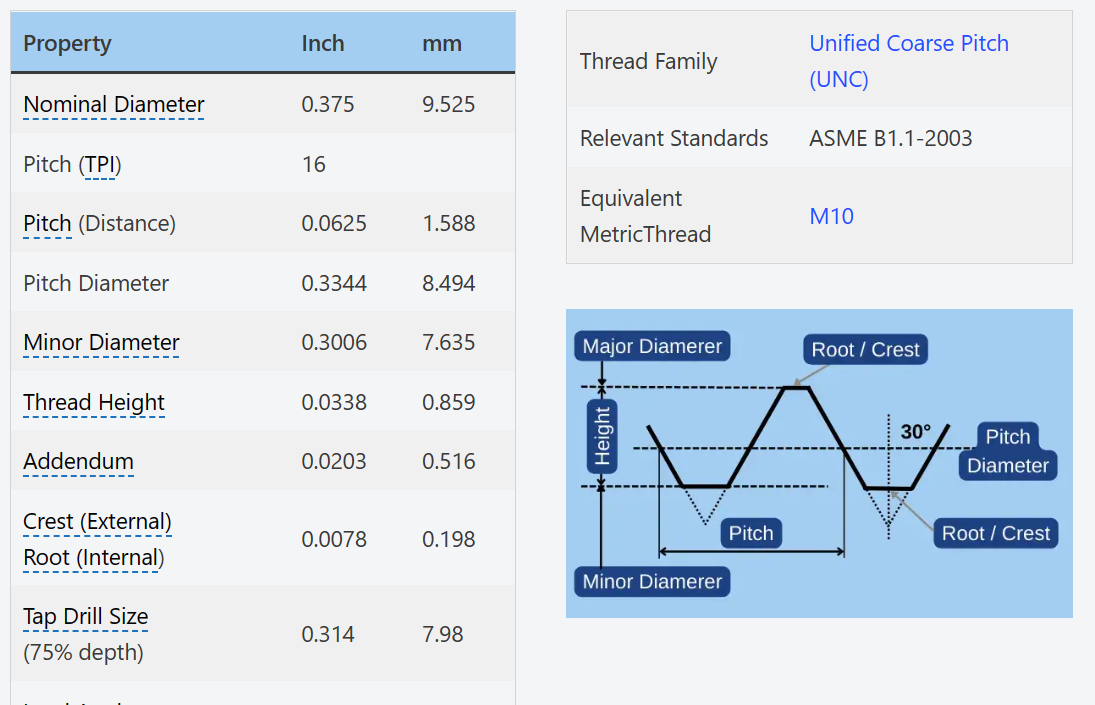 Property Inch mm
Nominal Diameter 0.375 9.525
Pitch (TPI) 16
Pitch (Distance) 0.0625 1.588
Pitch Diameter 0.3344 8.494
Minor Diameter 0.3006 7.635
Thread Height 0.0338 0.859
Addendum 0.0203 0.516
Crest (External)
Root (Internal) 0.0078 0.198
Tap Drill Size
(75% depth) 0.314 7.98
Thread Family Unified Coarse Pitch
(UNC)
Relevant Standards ASME B1.1-2003
Equivalent
MetricThread M10
Major Diamerer
Root / Crest
Height
30°
Pitch
Diameter
Pitch
Root / Crest
Minor Diamerer